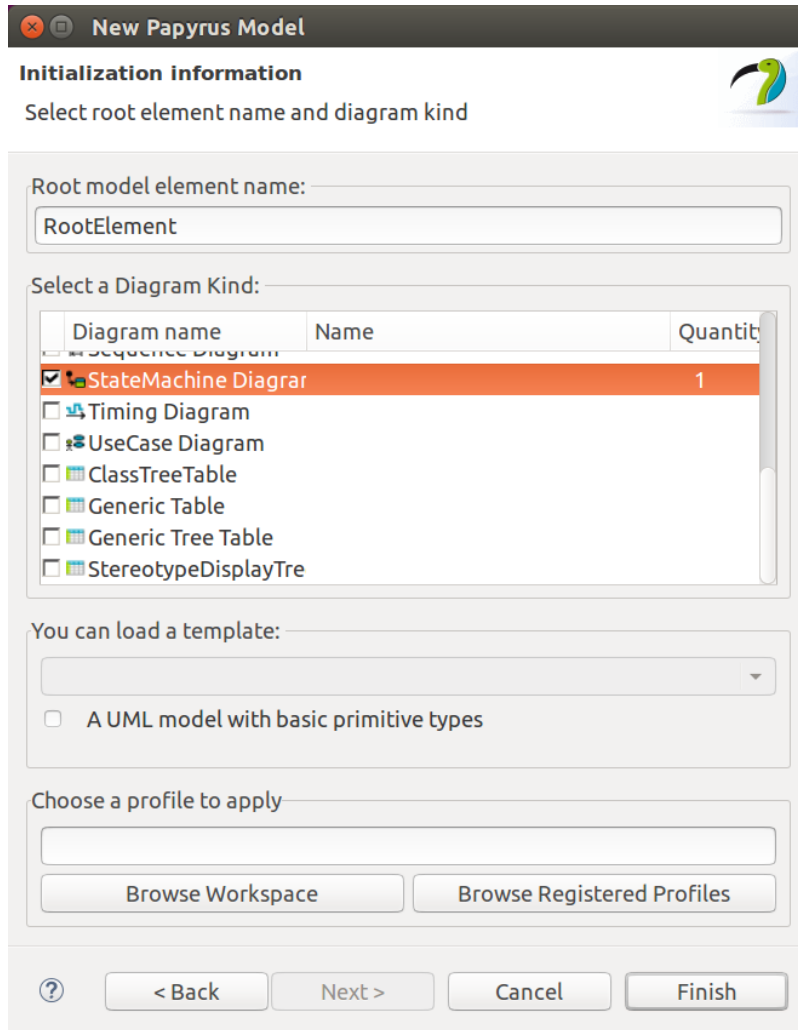 New Papyrus Model
Initialization information
Select root element name and diagram kind
Root model element name:
RootElement
Select a Diagram Kind:
Diagram name Name Quantity
Sequence Diagram
StateMachine Diagram 1
Timing Diagram
UseCase Diagram
ClassTreeTable
Generic Table
Generic Tree Table
StereotypeDisplayTre
You can load a template:
A UML model with basic primitive types
Choose a profile to apply
Browse Workspace Browse Registered Profiles
? < Back Next > Cancel Finish